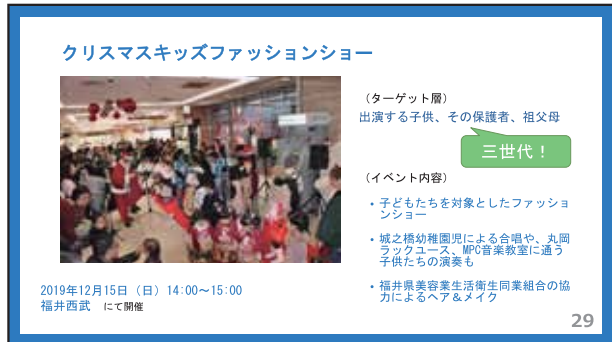 クリスマスキッズファッションショー
（ターゲット層）
出演する子供、その保護者、祖父母
三世代！
（イベント内容）
・子どもたちを対象としたファッショ
ンショー
・城之橋幼稚園児による合唱や、丸岡
ラックユース、MPC音楽教室に通う
子供たちの演奏も
・福井県美容業生活衛生同業組合の協
力によるヘア＆メイク
2019年12月15日（日）14:00～15:00
福井西武　にて開催
29